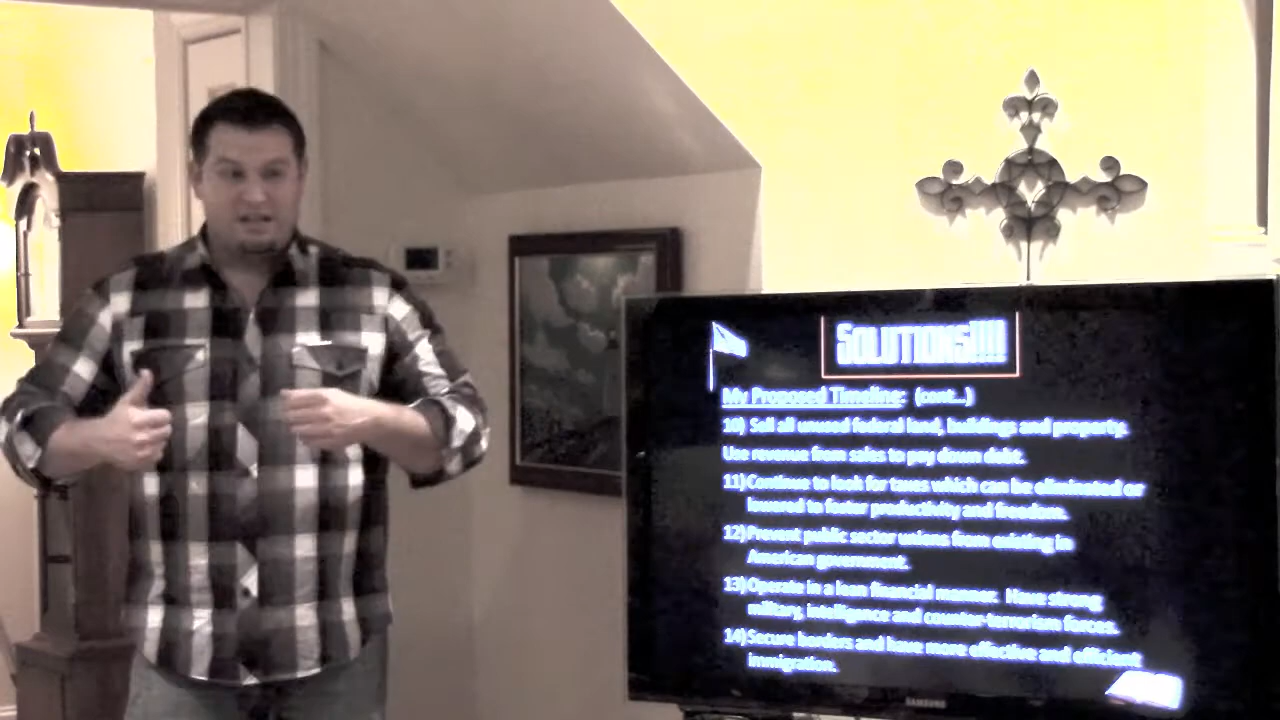 SOLUTIONS!!!!
My Proposed Timeline: (cont...)
10) Sell all unused federal land, buildings and property.
Use revenue from sales to pay down debt.
11)Continue to look for taxes which can be eliminated or
lowered to foster productivity and freedom.
12)Prevent public sector unions from existing in
American government.
13)Operate in a lean financial manner. Have strong
military, intelligence and counter-terrorism forces.
14)Secure borders and have more effective and efficient
immigration.
SAMSUNG